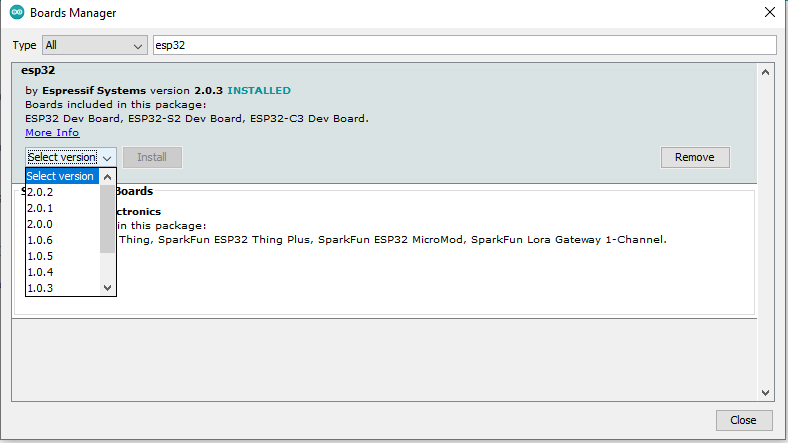 Boards Manager
Type All esp32
esp32
by Espressif Systems version 2.0.3 INSTALLED
Boards included in this package:
ESP32 Dev Board, ESP32-S2 Dev Board, ESP32-C3 Dev Board.
More Info
Select version Install Remove
Select version
2.0.2
2.0.1
2.0.0
1.0.6
1.0.5
1.0.4
1.0.3
Boards
ctronics
in this package:
Thing, SparkFun ESP32 Thing Plus, SparkFun ESP32 MicroMod, SparkFun Lora Gateway 1-Channel.
Close